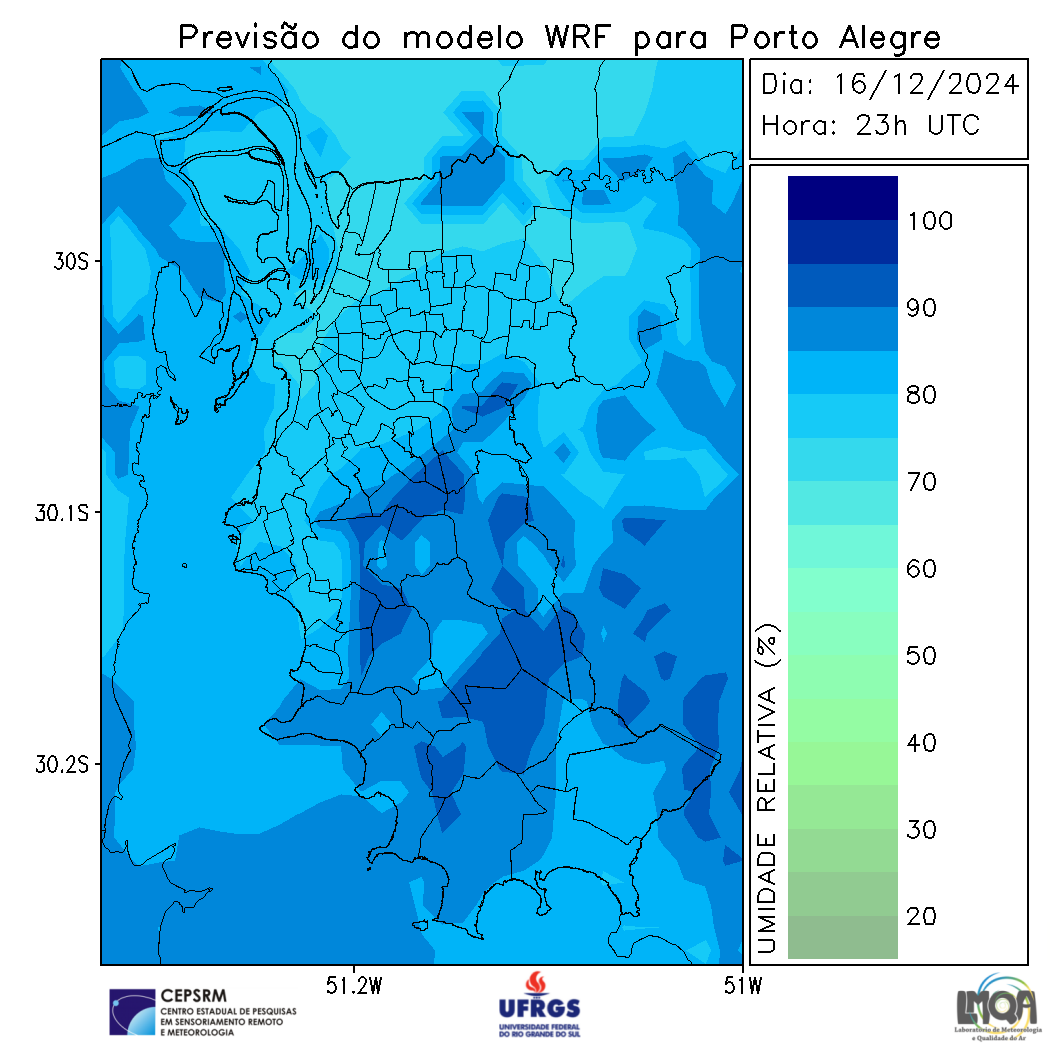 Previsão do modelo WRF para Porto Alegre
Dia: 16/12/2024
Hora: 23h UTC
100
90
80
70
60
50
40
30
20
UMIDADE RELATIVA (%)
30S
30.1S
30.2S
51.2W
51W
CEPSRM
CENTRO ESTADUAL DE PESQUISAS
EM SENSORIAMENTO REMOTO
E METEOROLOGIA
UFRGS
UNIVERSIDADE FEDERAL
DO RIO GRANDE DO SUL
LMQA
Laboratório de Meteorologia
e Qualidade do Ar